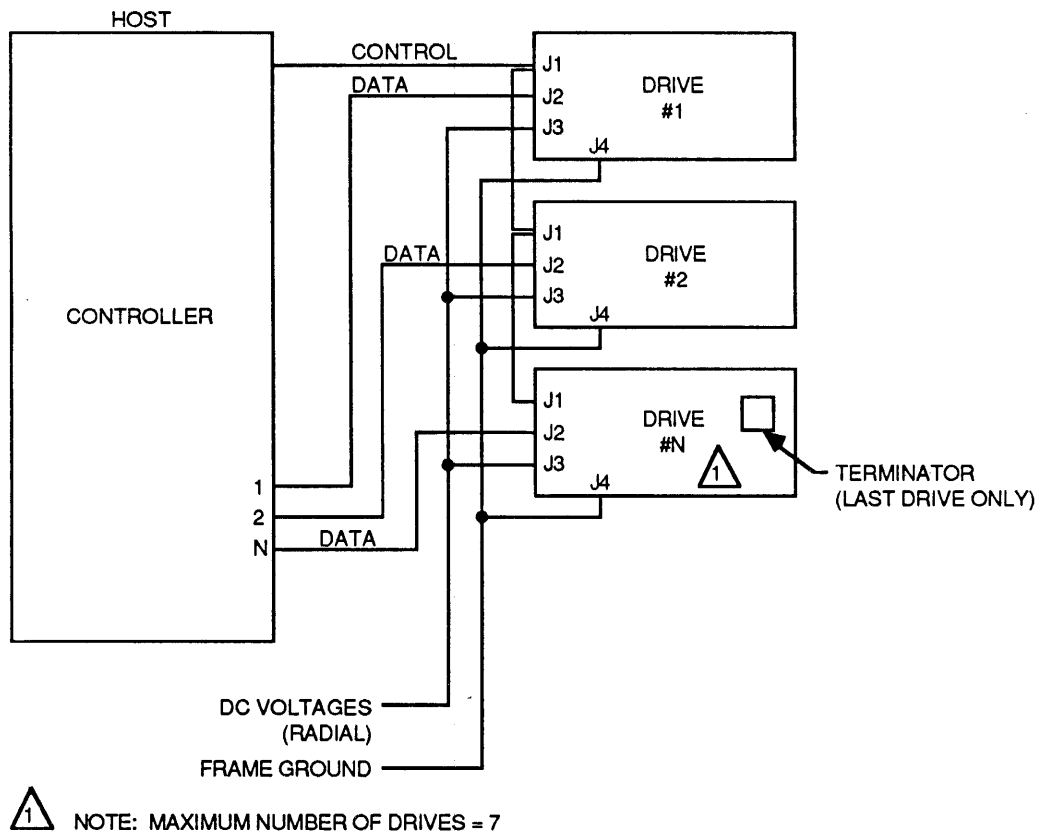 HOST
CONTROLLER
1
2
N
CONTROL
DATA
J1
J2
J3
J4
DRIVE
#1
DATA
J1
J2
J3
J4
DRIVE
#2
DATA
J1
J2
J3
J4
DRIVE
#N
1
TERMINATOR
(LAST DRIVE ONLY)
DC VOLTAGES
(RADIAL)
FRAME GROUND
1 NOTE: MAXIMUM NUMBER OF DRIVES = 7